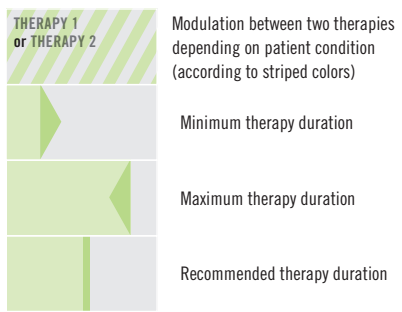 THERAPY 1
or THERAPY 2
Modulation between two therapies
depending on patient condition
(according to striped colors)
Minimum therapy duration
Maximum therapy duration
Recommended therapy duration